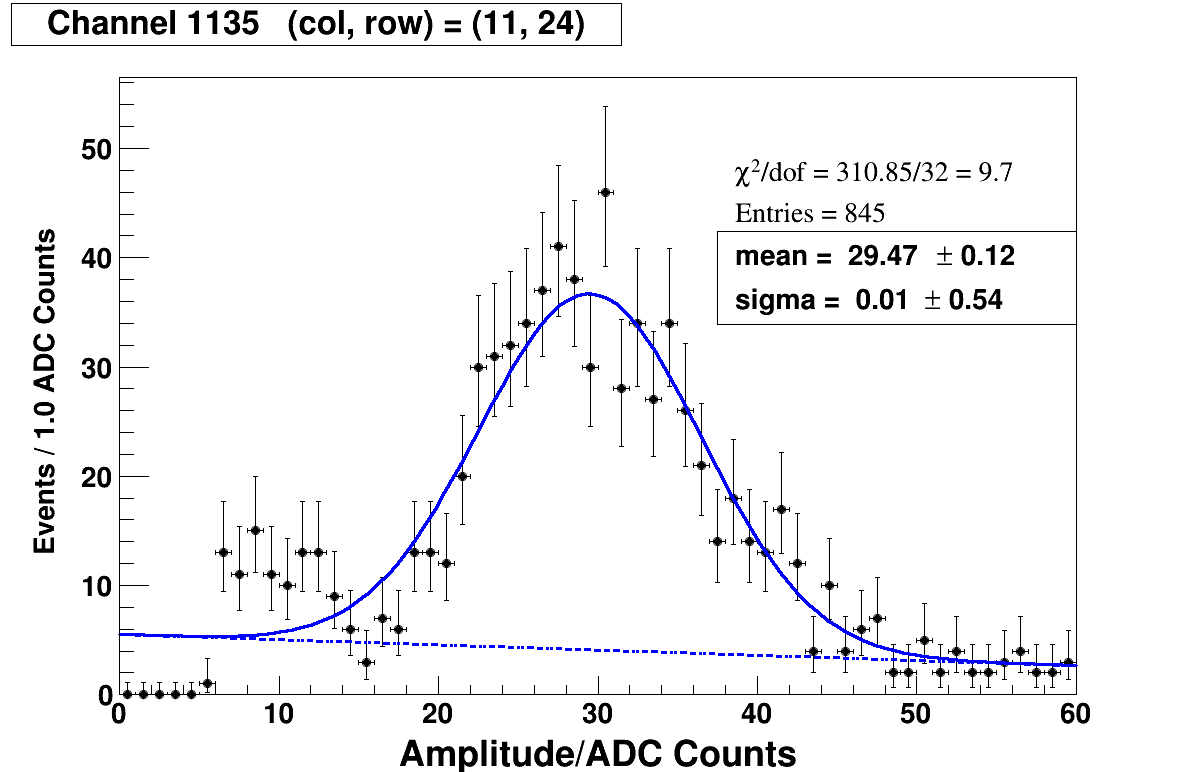 Channel 1135 (col, row) = (11, 24)
χ²/dof = 310.85/32 = 9.7
Entries = 845
mean = 29.47 ± 0.12
sigma = 0.01 ± 0.54
Events / 1.0 ADC Counts
50
40
30
20
10
0
0 10 20 30 40 50 60
Amplitude/ADC Counts